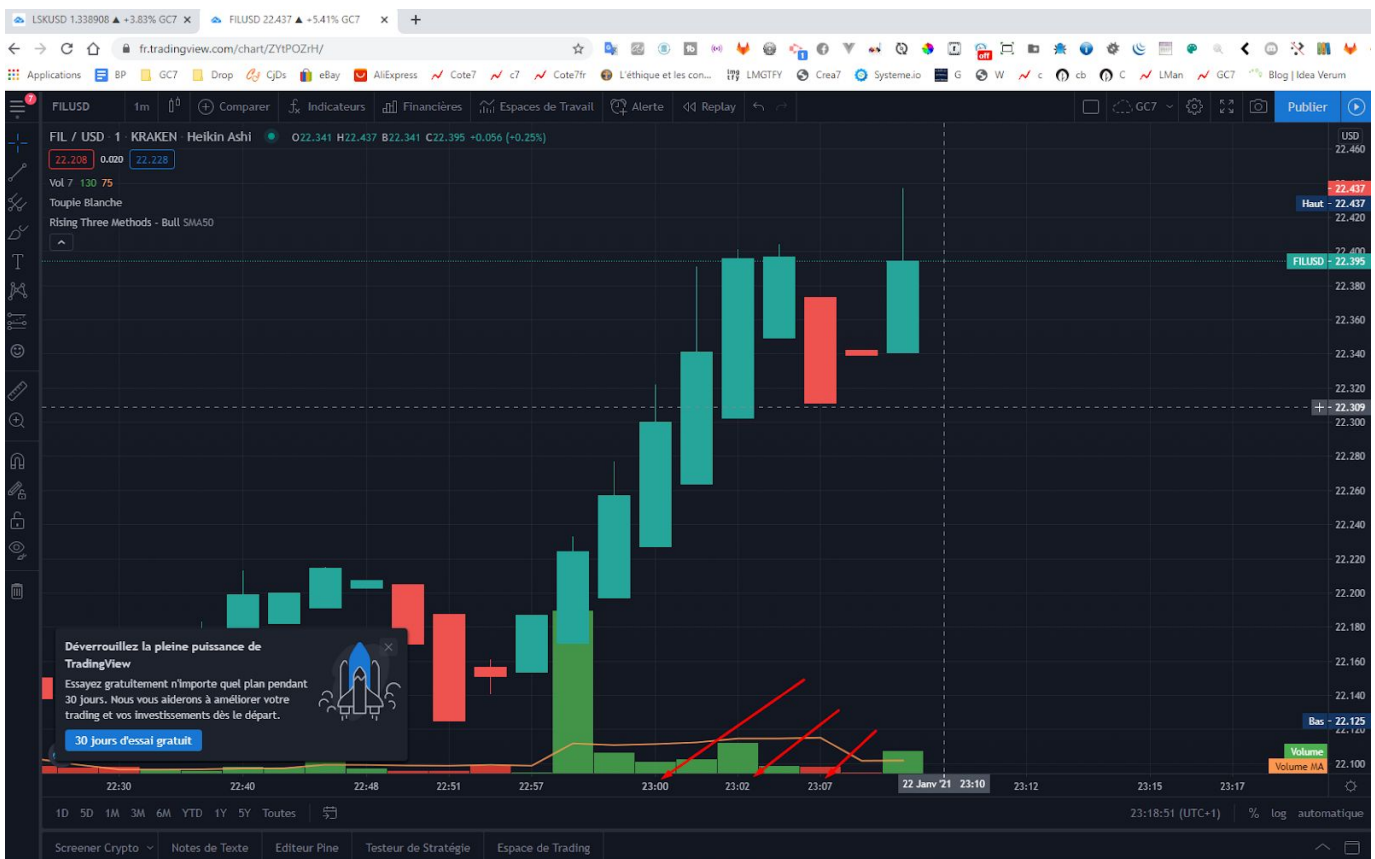 LSKUSD 1.338908 ▲ +3.83% GC7 × FILUSD 22.437 ▲ +5.41% GC7 × +
fr.tradingview.com/chart/ZYtPOZrH/
Applications BP GC7 Drop CjDs eBay AliExpress Cote7 c7 Cote7fr L'éthique et les con... LMGTFY Crea7 Systeme.io G W c cb C LMan GC7 Blog | Idea Verum
7 FILUSD 1m Comparer Indicateurs Financières Espaces de Travail Alerte Replay GC7 Publier
FIL / USD · 1 · KRAKEN · Heikin Ashi O22.341 H22.437 B22.341 C22.395 +0.056 (+0.25%)
22.208 0.020 22.228
Vol 7 130 75
Toupie Blanche
Rising Three Methods - Bull SMA50
USD
22.460
22.437
Haut 22.437
22.420
22.400
FILUSD 22.395
22.380
22.360
22.340
22.320
22.309
22.300
22.280
22.260
22.240
22.220
22.200
22.180
22.160
22.140
Bas 22.125
22.120
Volume
Volume MA
22.100
Déverrouillez la pleine puissance de
TradingView
Essayez gratuitement n'importe quel plan pendant
30 jours. Nous vous aiderons à améliorer votre
trading et vos investissements dès le départ.
30 jours d'essai gratuit
22:30 22:40 22:48 22:51 22:57 23:00 23:02 23:07 22 Janv '21 23:10 23:12 23:15 23:17
1D 5D 1M 3M 6M YTD 1Y 5Y Toutes 23:18:51 (UTC+1) % log automatique
Screener Crypto Notes de Texte Editeur Pine Testeur de Stratégie Espace de Trading